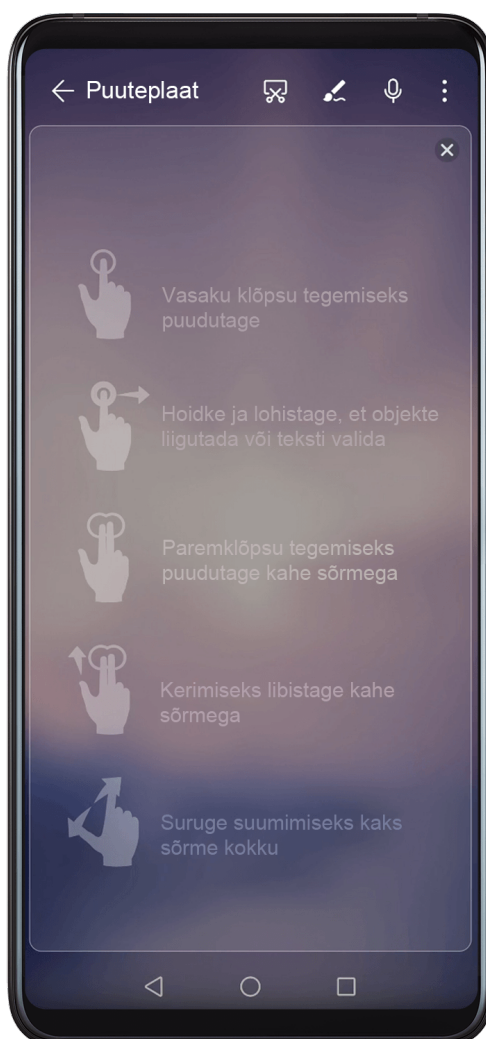 Puuteplaat
Vasaku klõpsu tegemiseks
puudutage
Hoidke ja lohistage, et objekte
liigutada või teksti valida
Paremklõpsu tegemiseks
puudutage kahe sõrmega
Kerimiseks libistage kahe
sõrmega
Suruge suumimiseks kaks
sõrme kokku